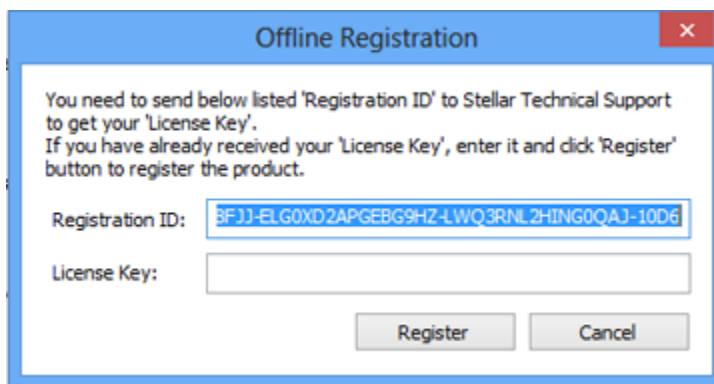 Offline Registration
You need to send below listed 'Registration ID' to Stellar Technical Support
to get your 'License Key'.
If you have already received your 'License Key', enter it and click 'Register'
button to register the product.
Registration ID: 3FJJ-ELG0XD2APGEBG9HZ-LWQ3RNL2HING0QAJ-10D6
License Key:
Register Cancel